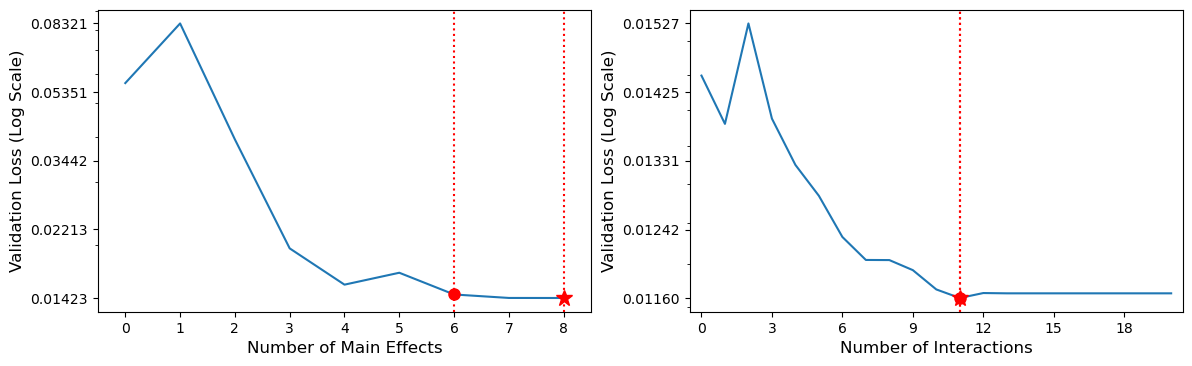 Validation Loss (Log Scale)
0.08321
0.05351
0.03442
0.02213
0.01423
0 1 2 3 4 5 6 7 8
Number of Main Effects
Validation Loss (Log Scale)
0.01527
0.01425
0.01331
0.01242
0.01160
0 3 6 9 12 15 18
Number of Interactions